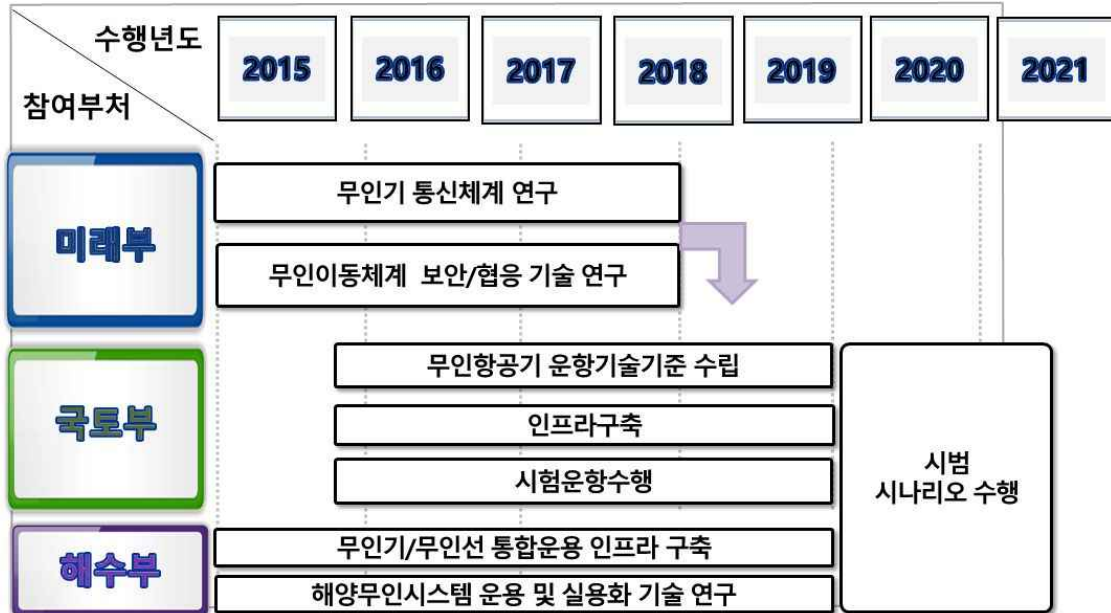 수행년도
참여부처
2015
2016
2017
2018
2019
2020
2021
미래부
무인기 통신체계 연구
무인이동체계 보안/협응 기술 연구
국토부
무인항공기 운항기술기준 수립
인프라구축
시험운항수행
시범
시나리오 수행
해수부
무인기/무인선 통합운용 인프라 구축
해양무인시스템 운용 및 실용화 기술 연구